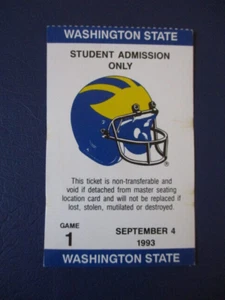 WASHINGTON STATE
STUDENT ADMISSION
ONLY
This ticket is non-transferable and
void if detached from master seating
location card and will not be replaced if
lost, stolen, mutilated or destroyed.
GAME
1
SEPTEMBER 4
1993
WASHINGTON STATE